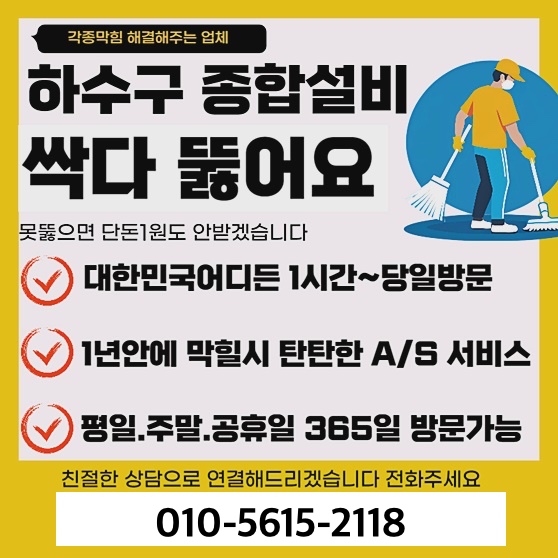 각종막힘 해결해주는 업체
하수구 종합설비
싹다 뚫어요
못뚫으면 단돈1원도 안받겠습니다
대한민국어디든 1시간~당일방문
1년안에 막힐시 탄탄한 A/S 서비스
평일.주말.공휴일 365일 방문가능
친절한 상담으로 연결해드리겠습니다 전화주세요
010-5615-2118